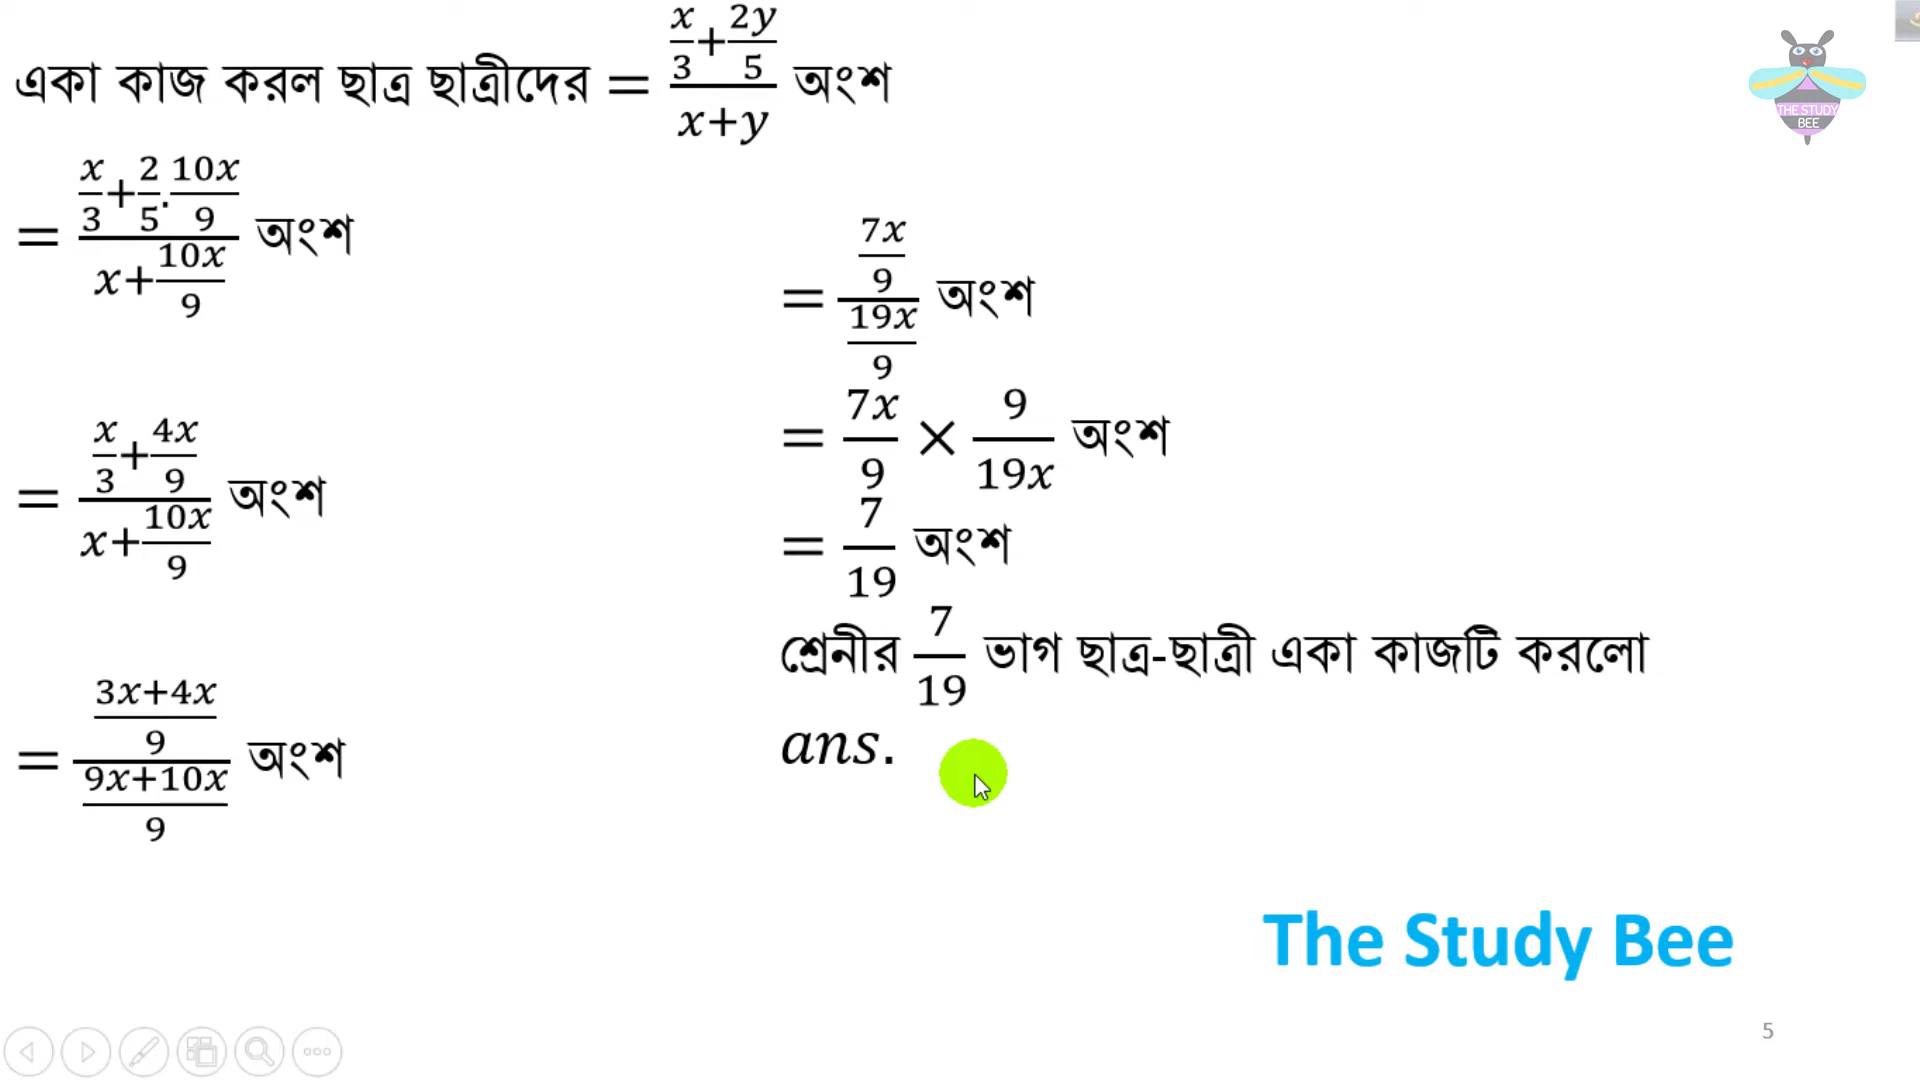 একা কাজ করল ছাত্র ছাত্রীদের = (x/3 + 2y/5)/(x+y) অংশ
= (x/3 + 2/5 . 10x/9)/(x + 10x/9) অংশ
= (x/3 + 4x/9)/(x + 10x/9) অংশ
= ((3x+4x)/9)/((9x+10x)/9) অংশ
= (7x/9)/(19x/9) অংশ
= 7x/9 × 9/19x অংশ
= 7/19 অংশ
শ্রেনীর 7/19 ভাগ ছাত্র-ছাত্রী একা কাজটি করলো
ans.
THE STUDY
BEE
The Study Bee
5